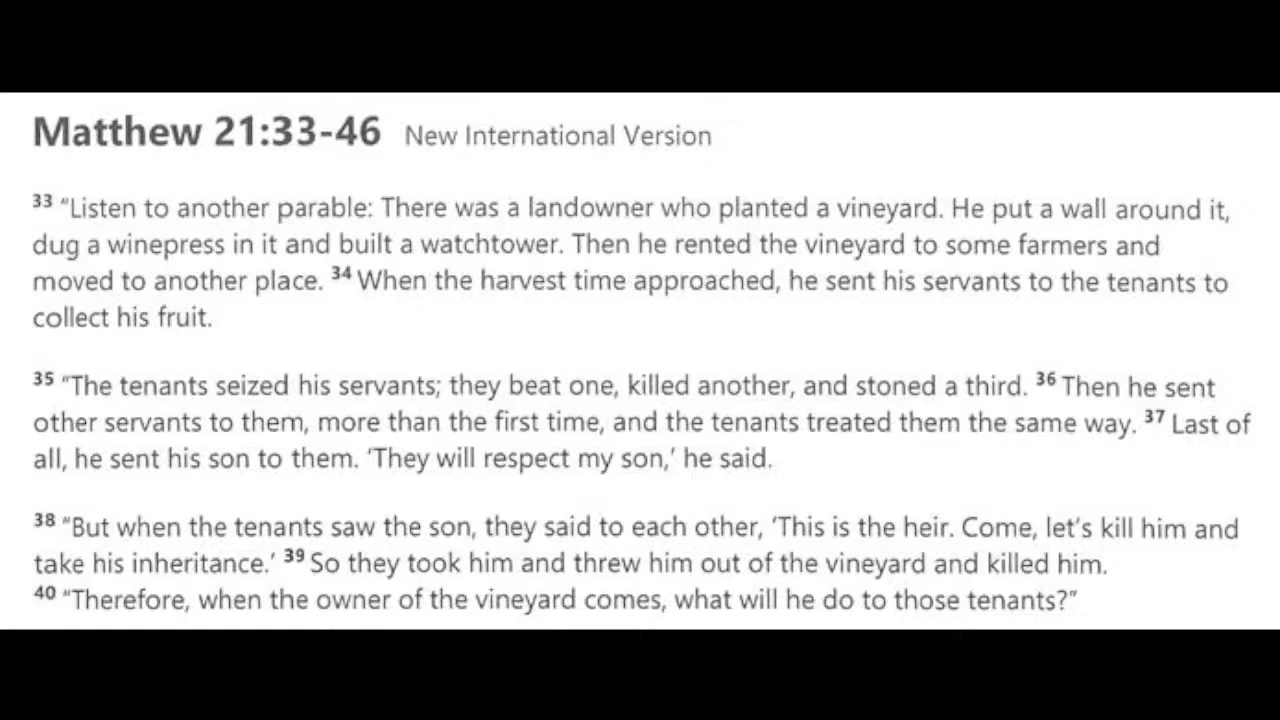 Matthew 21:33-46 New International Version
33 “Listen to another parable: There was a landowner who planted a vineyard. He put a wall around it,
dug a winepress in it and built a watchtower. Then he rented the vineyard to some farmers and
moved to another place. 34 When the harvest time approached, he sent his servants to the tenants to
collect his fruit.
35 “The tenants seized his servants; they beat one, killed another, and stoned a third. 36 Then he sent
other servants to them, more than the first time, and the tenants treated them the same way. 37 Last of
all, he sent his son to them. ‘They will respect my son,’ he said.
38 “But when the tenants saw the son, they said to each other, ‘This is the heir. Come, let’s kill him and
take his inheritance.’ 39 So they took him and threw him out of the vineyard and killed him.
40 “Therefore, when the owner of the vineyard comes, what will he do to those tenants?”